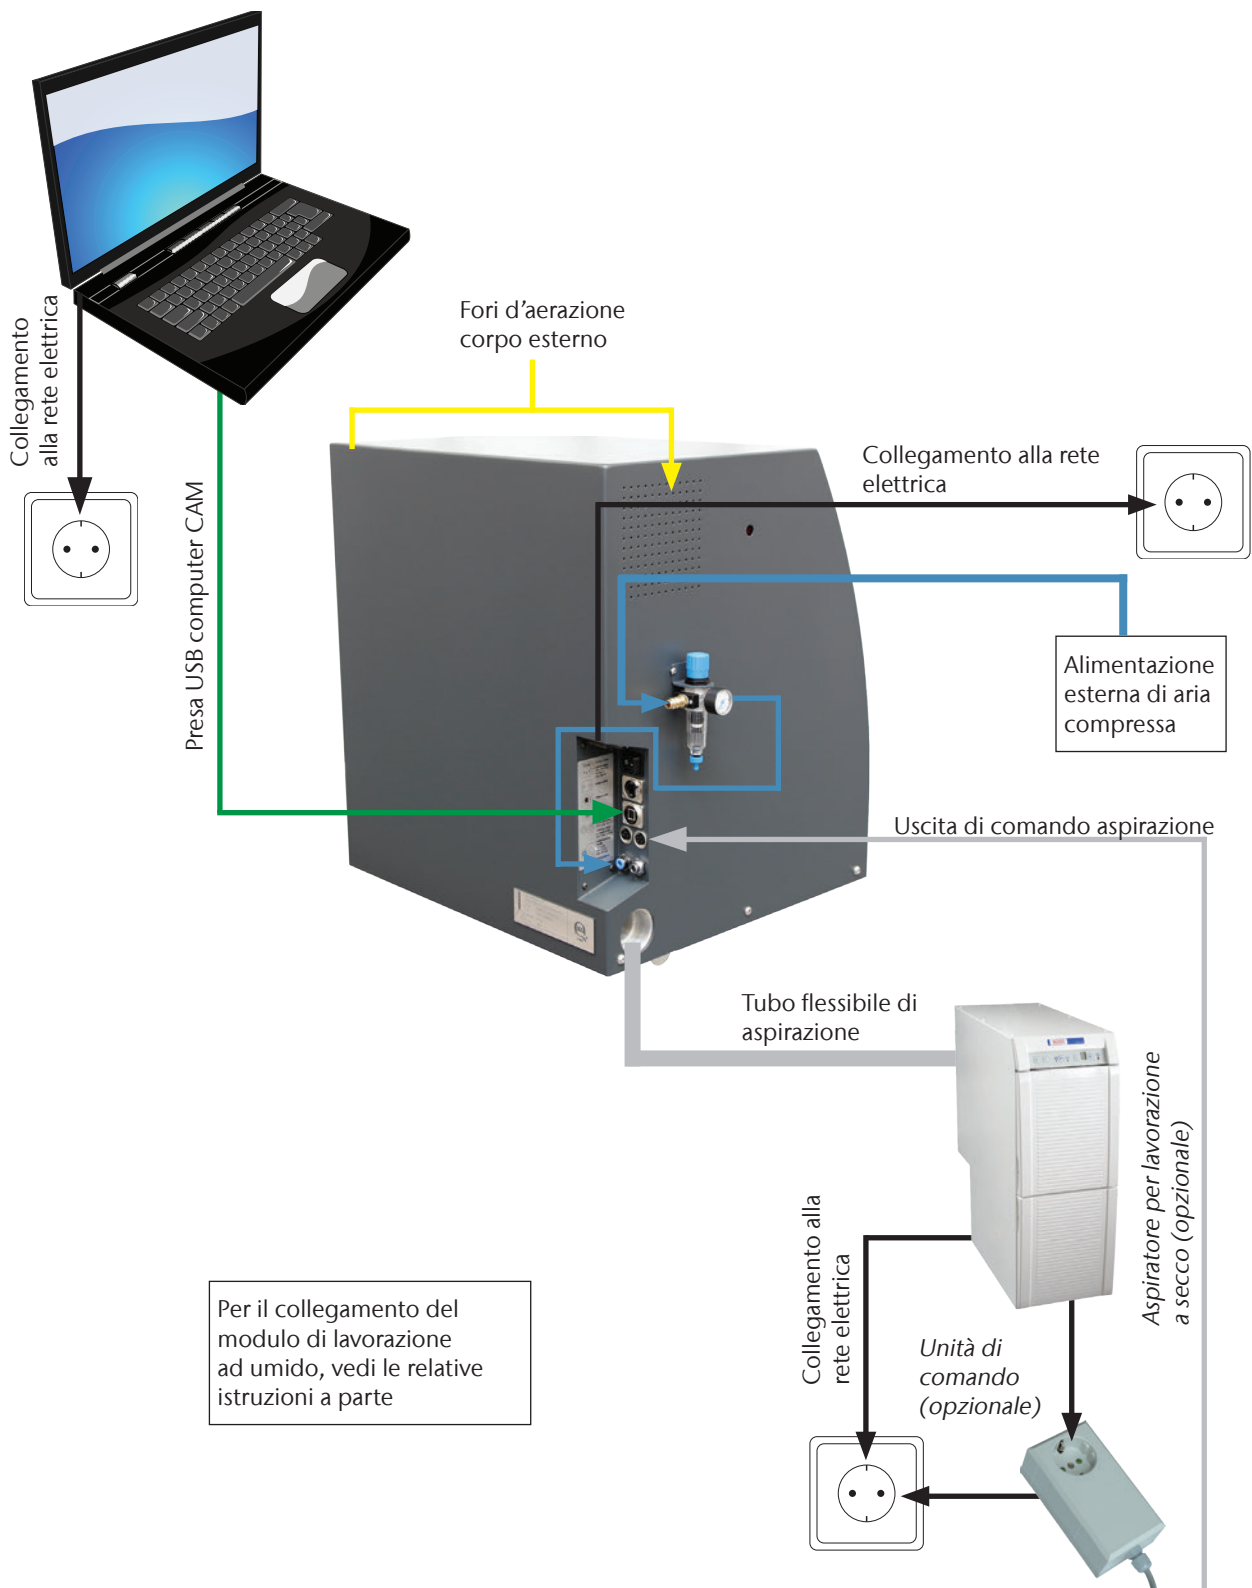 Fori d'aerazione
corpo esterno
Collegamento
alla rete elettrica
Collegamento alla rete
elettrica
Presa USB computer CAM
Alimentazione
esterna di aria
compressa
Uscita di comando aspirazione
Tubo flessibile di
aspirazione
Aspiratore per lavorazione
a secco (opzionale)
Collegamento alla
rete elettrica
Unità di
comando
(opzionale)
Per il collegamento del
modulo di lavorazione
ad umido, vedi le relative
istruzioni a parte